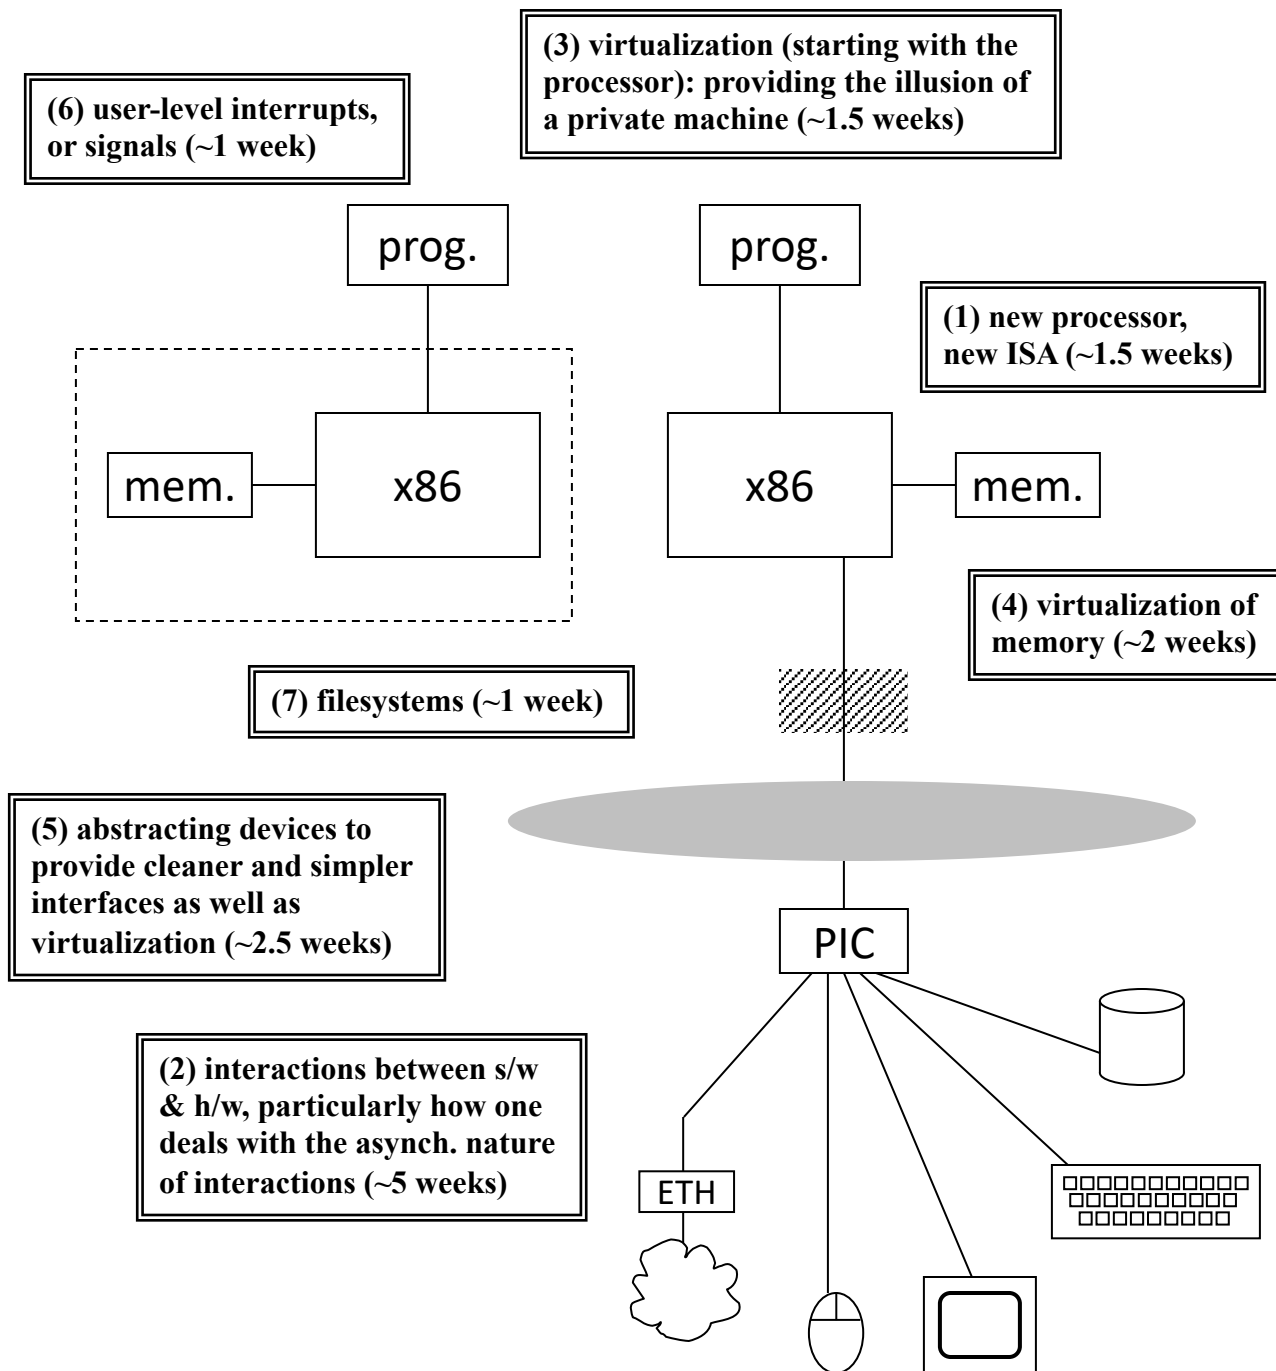 (3) virtualization (starting with the
processor): providing the illusion of
a private machine (~1.5 weeks)
(6) user-level interrupts,
or signals (~1 week)
prog.
prog.
(1) new processor,
new ISA (~1.5 weeks)
mem.
x86
x86
mem.
(4) virtualization of
memory (~2 weeks)
(7) filesystems (~1 week)
(5) abstracting devices to
provide cleaner and simpler
interfaces as well as
virtualization (~2.5 weeks)
PIC
(2) interactions between s/w
& h/w, particularly how one
deals with the asynch. nature
of interactions (~5 weeks)
ETH